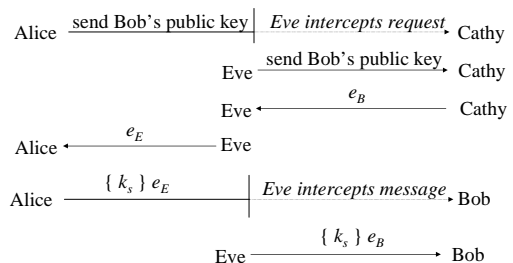 Alice send Bob's public key Eve intercepts request Cathy
Eve send Bob's public key Cathy
Eve e_B Cathy
Alice e_E Eve
Alice { k_s } e_E Eve intercepts message Bob
Eve { k_s } e_B Bob